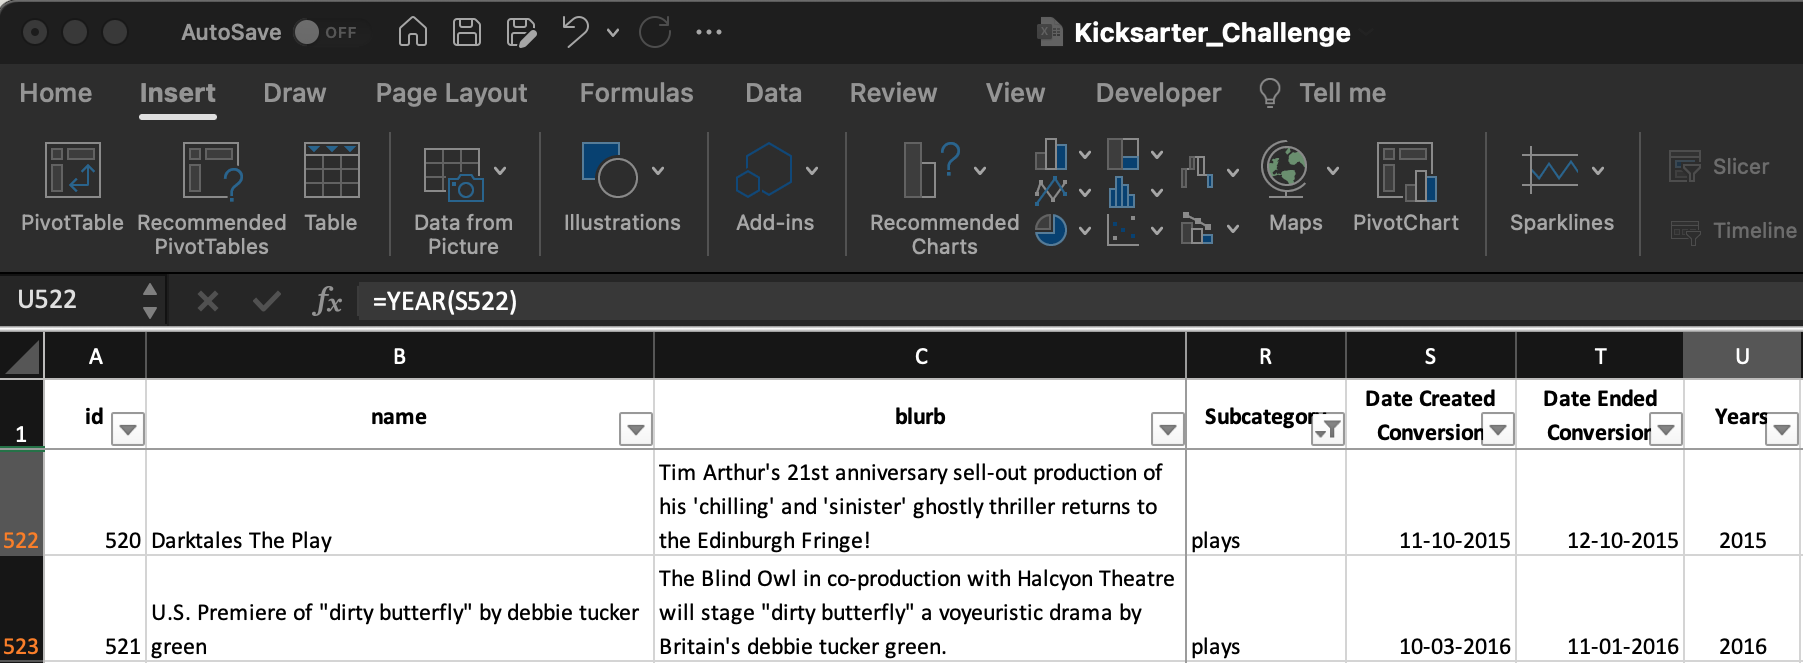 AutoSave OFF Kicksarter_Challenge
Home Insert Draw Page Layout Formulas Data Review View Developer Tell me
PivotTable Recommended PivotTables Table Data from Picture Illustrations Add-ins Recommended Charts Maps PivotChart Sparklines Slicer Timeline
U522 fx =YEAR(S522)
A B C R S T U
1 id name blurb Subcategory Date Created Conversion Date Ended Conversion Years
522 520 Darktales The Play
Tim Arthur's 21st anniversary sell-out production of
his 'chilling' and 'sinister' ghostly thriller returns to
the Edinburgh Fringe!
plays 11-10-2015 12-10-2015 2015
523 521 U.S. Premiere of "dirty butterfly" by debbie tucker
green
The Blind Owl in co-production with Halcyon Theatre
will stage "dirty butterfly" a voyeuristic drama by
Britain's debbie tucker green.
plays 10-03-2016 11-01-2016 2016